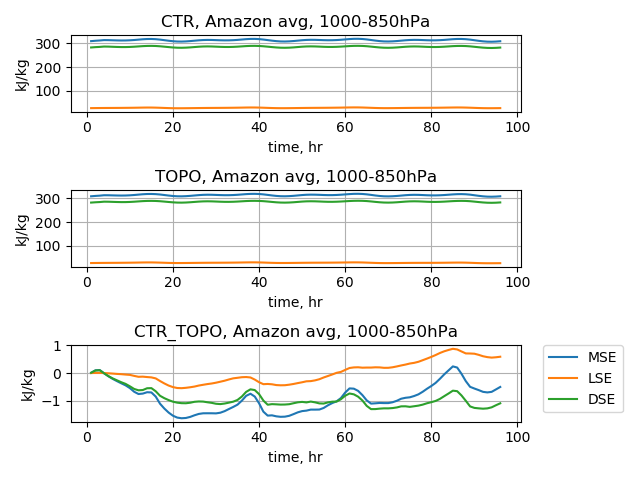 CTR, Amazon avg, 1000-850hPa
300
200
100
kJ/kg
0 20 40 60 80 100
time, hr
TOPO, Amazon avg, 1000-850hPa
300
200
100
kJ/kg
0 20 40 60 80 100
time, hr
CTR_TOPO, Amazon avg, 1000-850hPa
1
0
−1
kJ/kg
0 20 40 60 80 100
time, hr
MSE
LSE
DSE